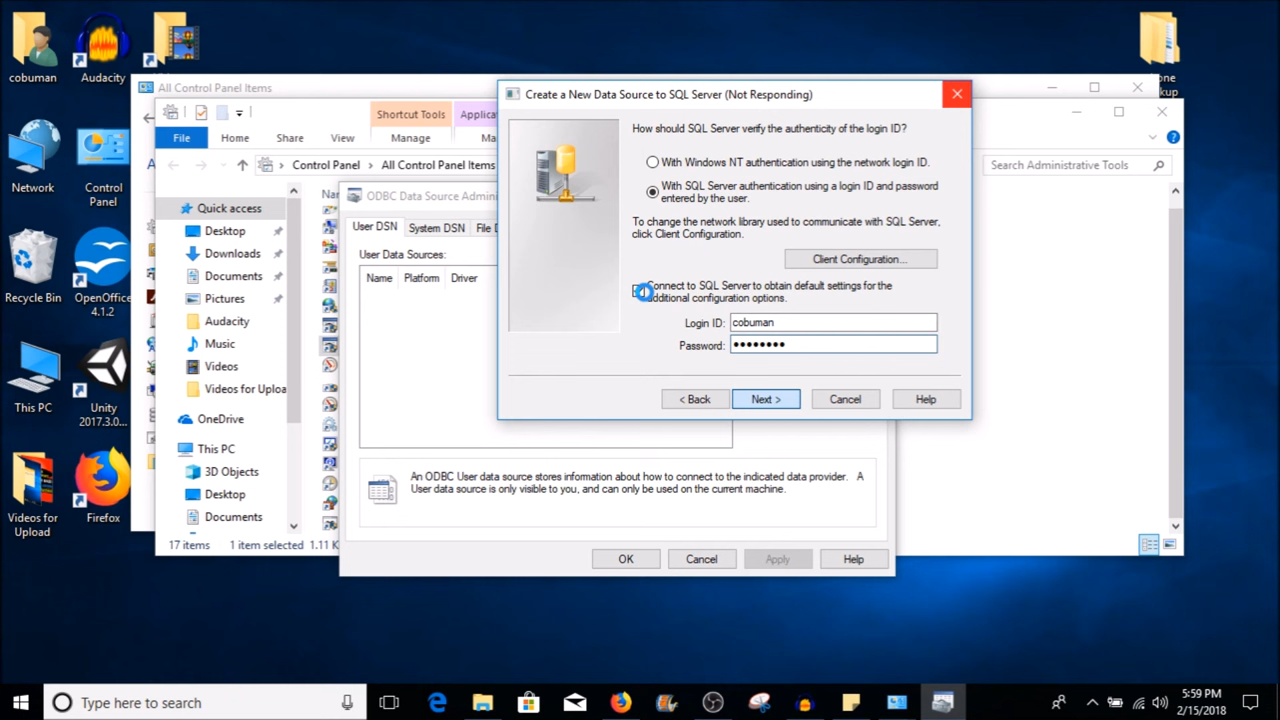 cobuman
Audacity
Network
Control
Panel
Recycle Bin
OpenOffice
4.1.2
This PC
Unity
2017.3.0...
Videos for
Upload
Firefox
All Control Panel Items
Shortcut Tools
File
Home
Share
View
Manage
Control Panel
All Control Panel Items
Search Administrative Tools
Quick access
Desktop
Downloads
Documents
Pictures
Audacity
Music
Videos
Videos for Uploa
OneDrive
This PC
3D Objects
Desktop
Documents
17 items 1 item selected 1.11 K
ODBC Data Source Admini
User DSN System DSN File D
User Data Sources:
Name Platform Driver
An ODBC User data source stores information about how to connect to the indicated data provider. A
User data source is only visible to you, and can only be used on the current machine.
OK Cancel Apply Help
Create a New Data Source to SQL Server (Not Responding)
How should SQL Server verify the authenticity of the login ID?
With Windows NT authentication using the network login ID.
With SQL Server authentication using a login ID and password
entered by the user.
To change the network library used to communicate with SQL Server,
click Client Configuration.
Client Configuration...
Connect to SQL Server to obtain default settings for the
additional configuration options.
Login ID: cobuman
Password: ••••••••
< Back Next > Cancel Help
Type here to search
5:59 PM
2/15/2018